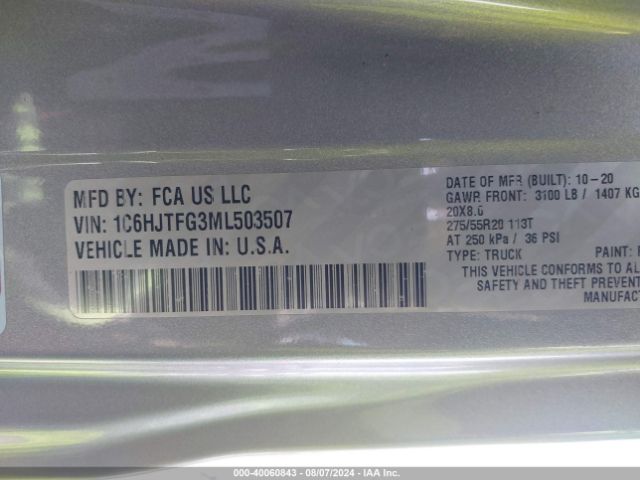 MFD BY: FCA US LLC
VIN: 1C6HJTFG3ML503507
VEHICLE MADE IN: U.S.A.
DATE OF MFR (BUILT): 10-20
GAWR FRONT: 3100 LB / 1407 KG
20X8.0
275/55R20 113T
AT 250 kPa / 36 PSI
TYPE: TRUCK PAINT:
THIS VEHICLE CONFORMS TO
SAFETY AND THEFT PREVENT
MANUFAC
000-40060843 - 08/07/2024 - IAA Inc.